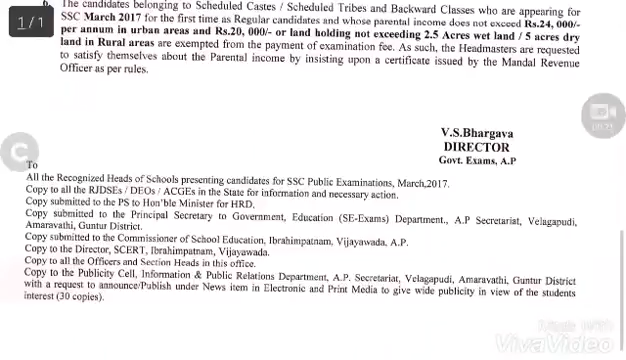 1/1
The candidates belonging to Scheduled Castes / Scheduled Tribes and Backward Classes who are appearing for
SSC March 2017 for the first time as Regular candidates and whose parental income does not exceed Rs.24, 000/-
per annum in urban areas and Rs.20, 000/- or land holding not exceeding 2.5 Acres wet land / 5 acres dry
land in Rural areas are exempted from the payment of examination fee. As such, the Headmasters are requested
to satisfy themselves about the Parental income by insisting upon a certificate issued by the Mandal Revenue
Officer as per rules.
V.S.Bhargava
DIRECTOR
Govt. Exams, A.P
To
All the Recognized Heads of Schools presenting candidates for SSC Public Examinations, March,2017.
Copy to all the RJDSEs / DEOs / ACGEs in the State for information and necessary action.
Copy submitted to the PS to Hon'ble Minister for HRD.
Copy submitted to the Principal Secretary to Government, Education (SE-Exams) Department., A.P Secretariat, Velagapudi,
Amaravathi, Guntur District.
Copy submitted to the Commissioner of School Education, Ibrahimpatnam, Vijayawada, A.P.
Copy to the Director, SCERT, Ibrahimpatnam, Vijayawada.
Copy to all the Officers and Section Heads in this office.
Copy to the Publicity Cell, Information & Public Relations Department, A.P. Secretariat, Velagapudi, Amaravathi, Guntur District
with a request to announce/Publish under News item in Electronic and Print Media to give wide publicity in view of the students
interest (30 copies).
VivaVideo